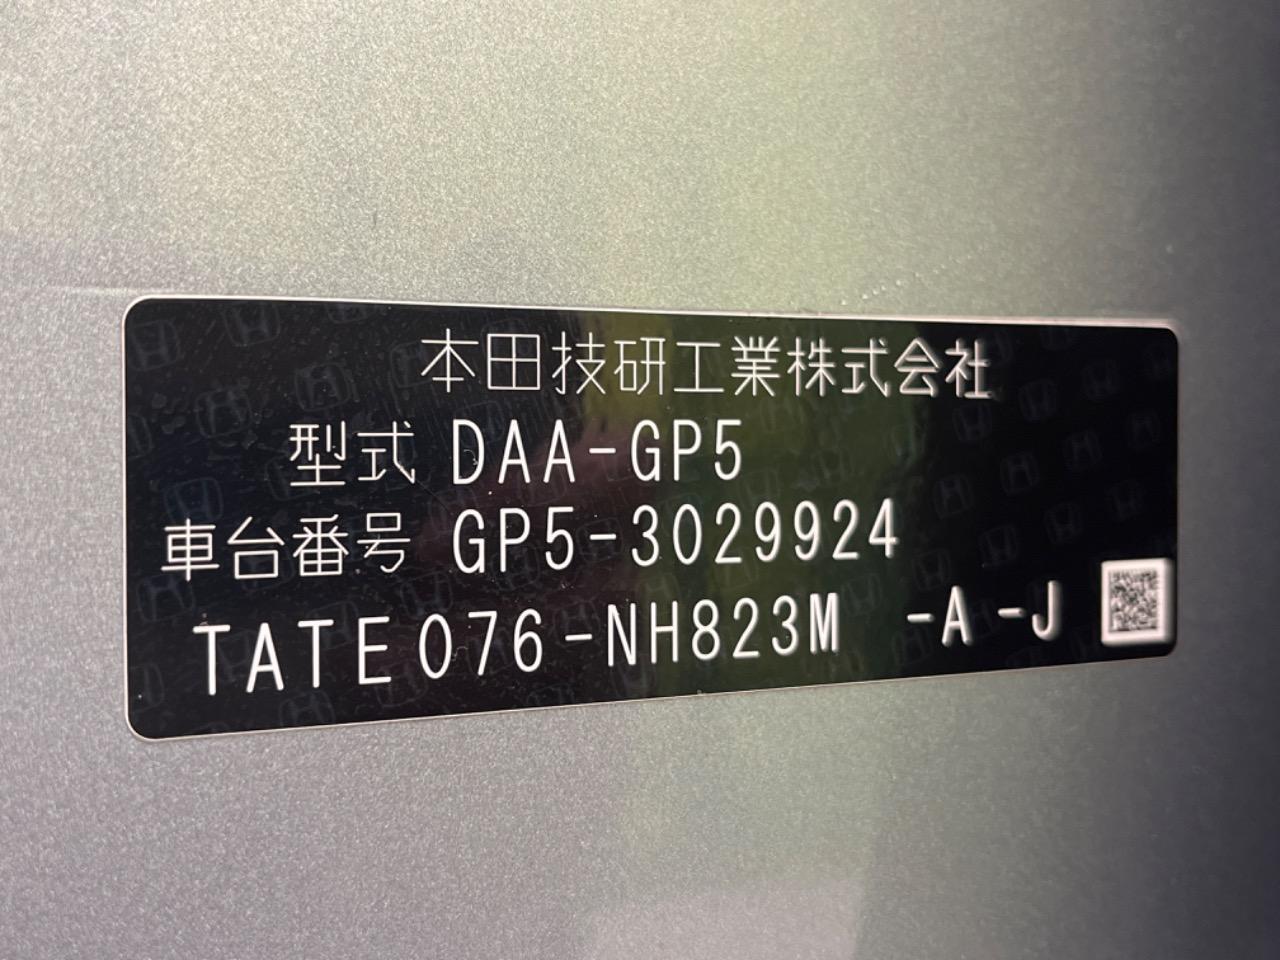 本田技研工業株式会社
型式 DAA-GP5
車台番号 GP5-3029924
TATE076-NH823M -A -J